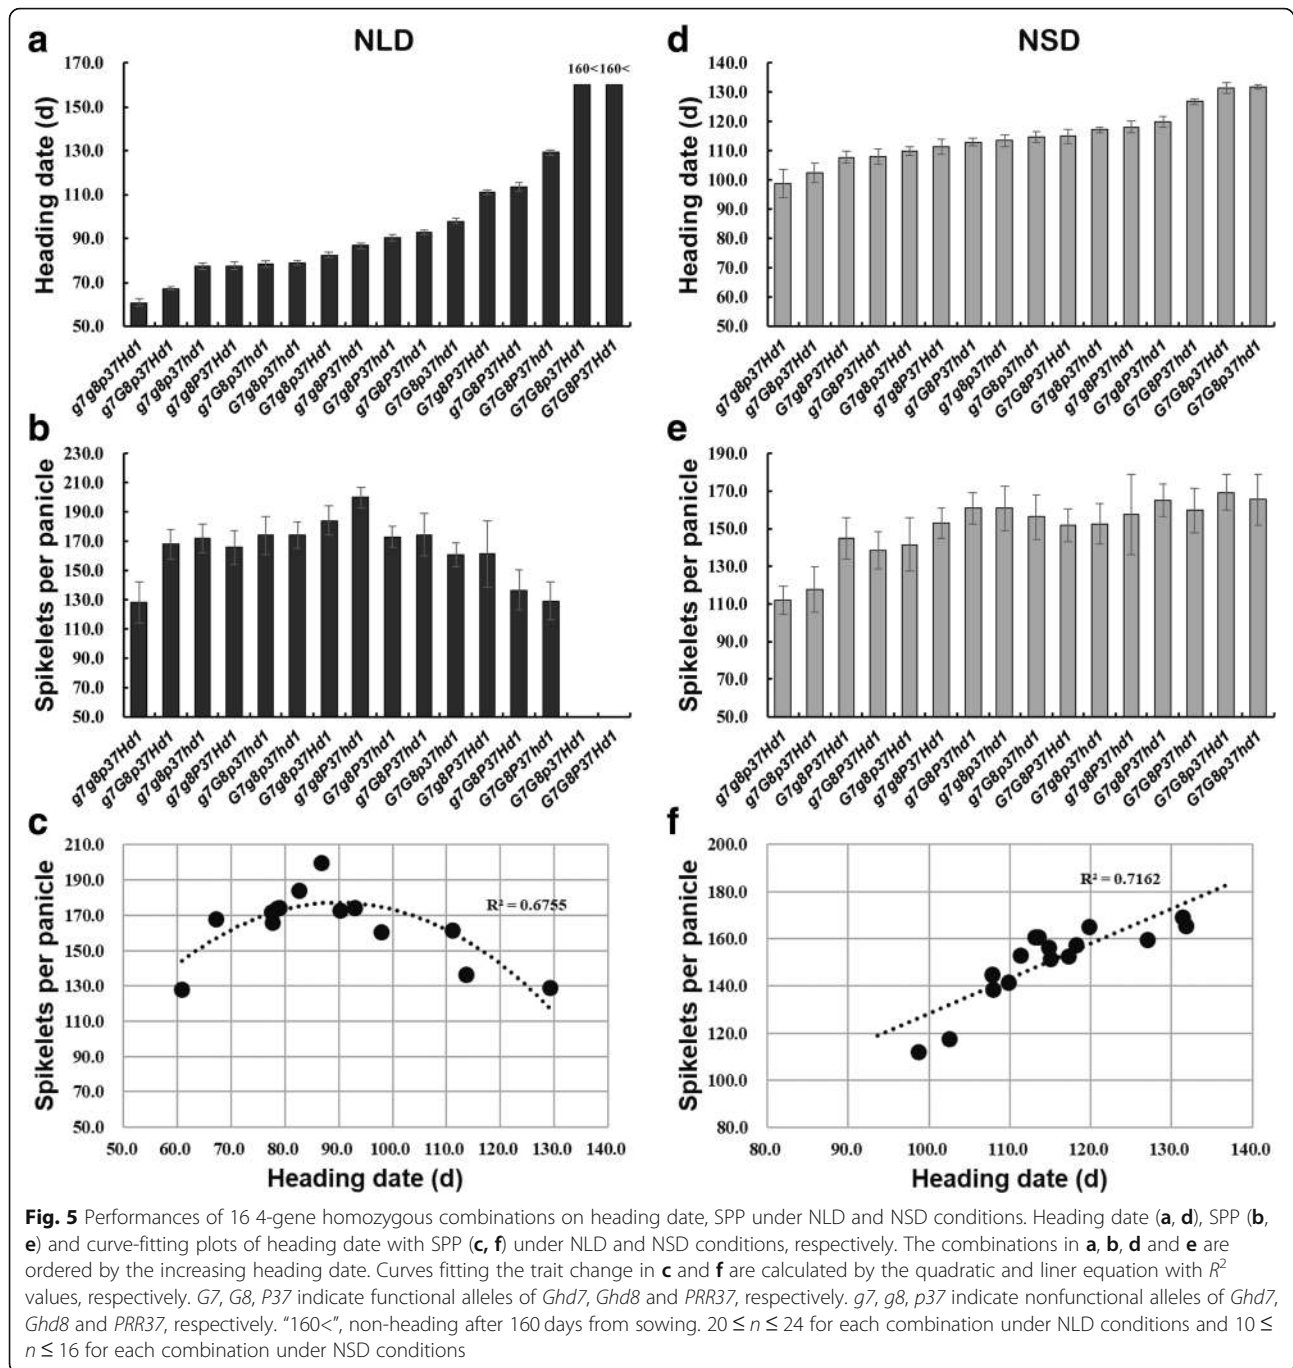 a
NLD
Heading date (d)
170.0
150.0
130.0
110.0
90.0
70.0
50.0
160<160<
g7g8p37Hd1
g7G8p37Hd1
g7g8p37hd1
g7g8P37Hd1
g7G8p37hd1
G7g8p37hd1
G7g8p37Hd1
g7g8P37hd1
G7g8P37hd1
g7G8P37hd1
G7G8p37hd1
g7G8P37Hd1
G7g8P37Hd1
G7G8P37hd1
G7G8p37Hd1
G7G8P37Hd1
d
NSD
Heading date (d)
140.0
130.0
120.0
110.0
100.0
90.0
80.0
70.0
60.0
50.0
g7g8p37Hd1
g7G8p37Hd1
G7G8p37hd1
b
Spikelets per panicle
230.0
210.0
190.0
170.0
150.0
130.0
110.0
90.0
70.0
50.0
g7g8p37Hd1
g7G8p37Hd1
g7g8p37hd1
g7g8P37Hd1
g7G8p37hd1
G7g8p37hd1
G7g8p37Hd1
g7g8P37hd1
G7g8P37hd1
g7G8P37hd1
G7G8p37hd1
g7G8P37Hd1
G7g8P37Hd1
G7G8P37hd1
G7G8p37Hd1
G7G8P37Hd1
e
Spikelets per panicle
190.0
170.0
150.0
130.0
110.0
90.0
70.0
50.0
g7g8p37Hd1
g7G8p37Hd1
G7G8p37hd1
c
Spikelets per panicle
210.0
190.0
170.0
150.0
130.0
110.0
90.0
70.0
50.0
R² = 0.6755
50.0 60.0 70.0 80.0 90.0 100.0 110.0 120.0 130.0 140.0
Heading date (d)
f
Spikelets per panicle
200.0
180.0
160.0
140.0
120.0
100.0
80.0
R² = 0.7162
80.0 90.0 100.0 110.0 120.0 130.0 140.0
Heading date (d)
Fig. 5 Performances of 16 4-gene homozygous combinations on heading date, SPP under NLD and NSD conditions. Heading date (a, d), SPP (b,
e) and curve-fitting plots of heading date with SPP (c, f) under NLD and NSD conditions, respectively. The combinations in a, b, d and e are
ordered by the increasing heading date. Curves fitting the trait change in c and f are calculated by the quadratic and liner equation with R²
values, respectively. G7, G8, P37 indicate functional alleles of Ghd7, Ghd8 and PRR37, respectively. g7, g8, p37 indicate nonfunctional alleles of Ghd7,
Ghd8 and PRR37, respectively. “160<”, non-heading after 160 days from sowing. 20 ≤ n ≤ 24 for each combination under NLD conditions and 10 ≤
n ≤ 16 for each combination under NSD conditions